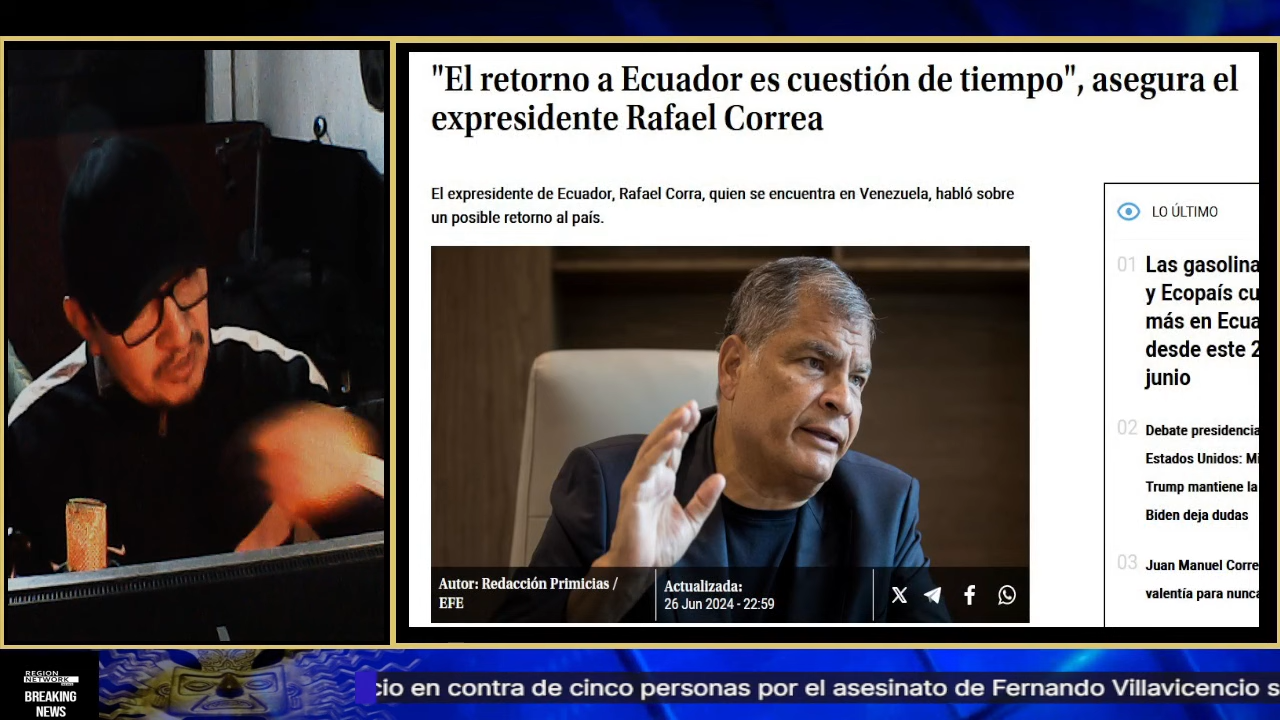 "El retorno a Ecuador es cuestión de tiempo", asegura el
expresidente Rafael Correa
El expresidente de Ecuador, Rafael Corra, quien se encuentra en Venezuela, habló sobre
un posible retorno al país.
LO ÚLTIMO
01 Las gasolina
y Ecopaís cu
más en Ecua
desde este 2
junio
02 Debate presidencia
Estados Unidos: Mi
Trump mantiene la
Biden deja dudas
03 Juan Manuel Corre
valentía para nunca
Autor: Redacción Primicias /
EFE
Actualizada:
26 Jun 2024 - 22:59
REGION
NETWORK
BREAKING
NEWS
cio en contra de cinco personas por el asesinato de Fernando Villavicencio s